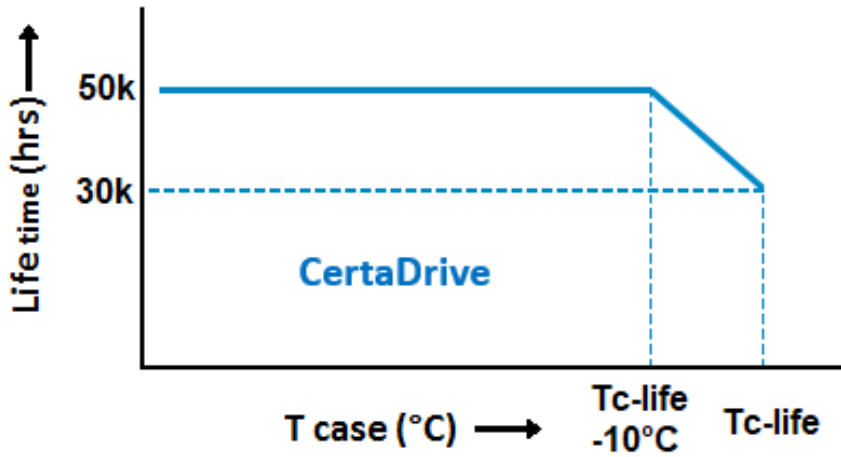 Life time (hrs)
50k
30k
CertaDrive
T case (°C)
Tc-life
-10°C
Tc-life